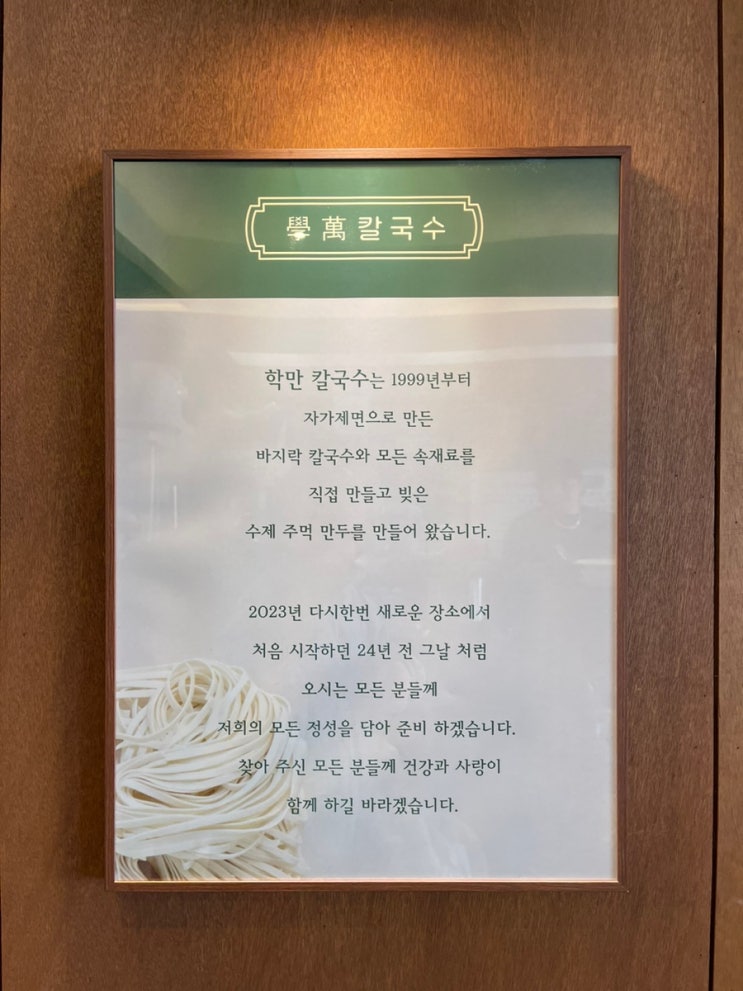 學萬칼국수
학만 칼국수는 1999년부터
자가제면으로 만든
바지락 칼국수와 모든 속재료를
직접 만들고 빚은
수제 주먹 만두를 만들어 왔습니다.
2023년 다시한번 새로운 장소에서
처음 시작하던 24년 전 그날 처럼
오시는 모든 분들께
저희의 모든 정성을 담아 준비 하겠습니다.
찾아 주신 모든 분들께 건강과 사랑이
함께 하길 바라겠습니다.